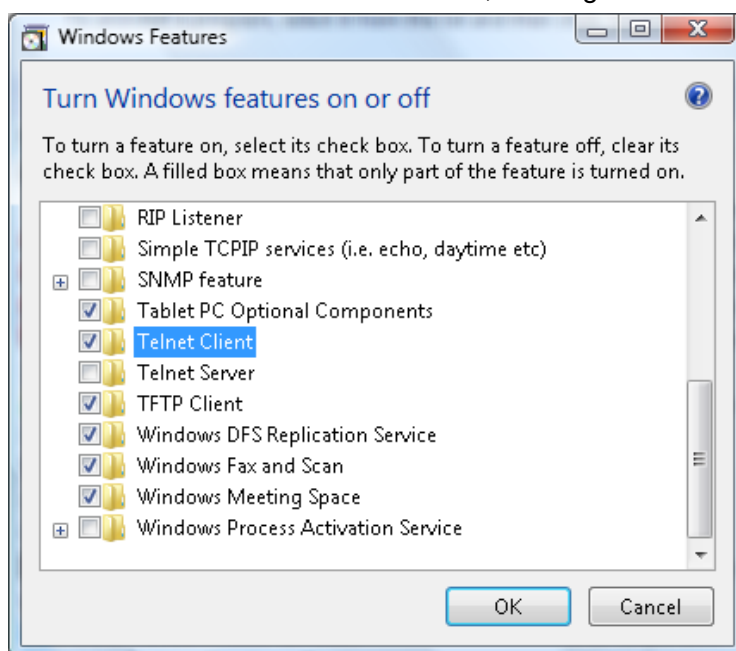 Windows Features
Turn Windows features on or off
To turn a feature on, select its check box. To turn a feature off, clear its
check box. A filled box means that only part of the feature is turned on.
RIP Listener
Simple TCPIP services (i.e. echo, daytime etc)
SNMP feature
Tablet PC Optional Components
Telnet Client
Telnet Server
TFTP Client
Windows DFS Replication Service
Windows Fax and Scan
Windows Meeting Space
Windows Process Activation Service
OK
Cancel